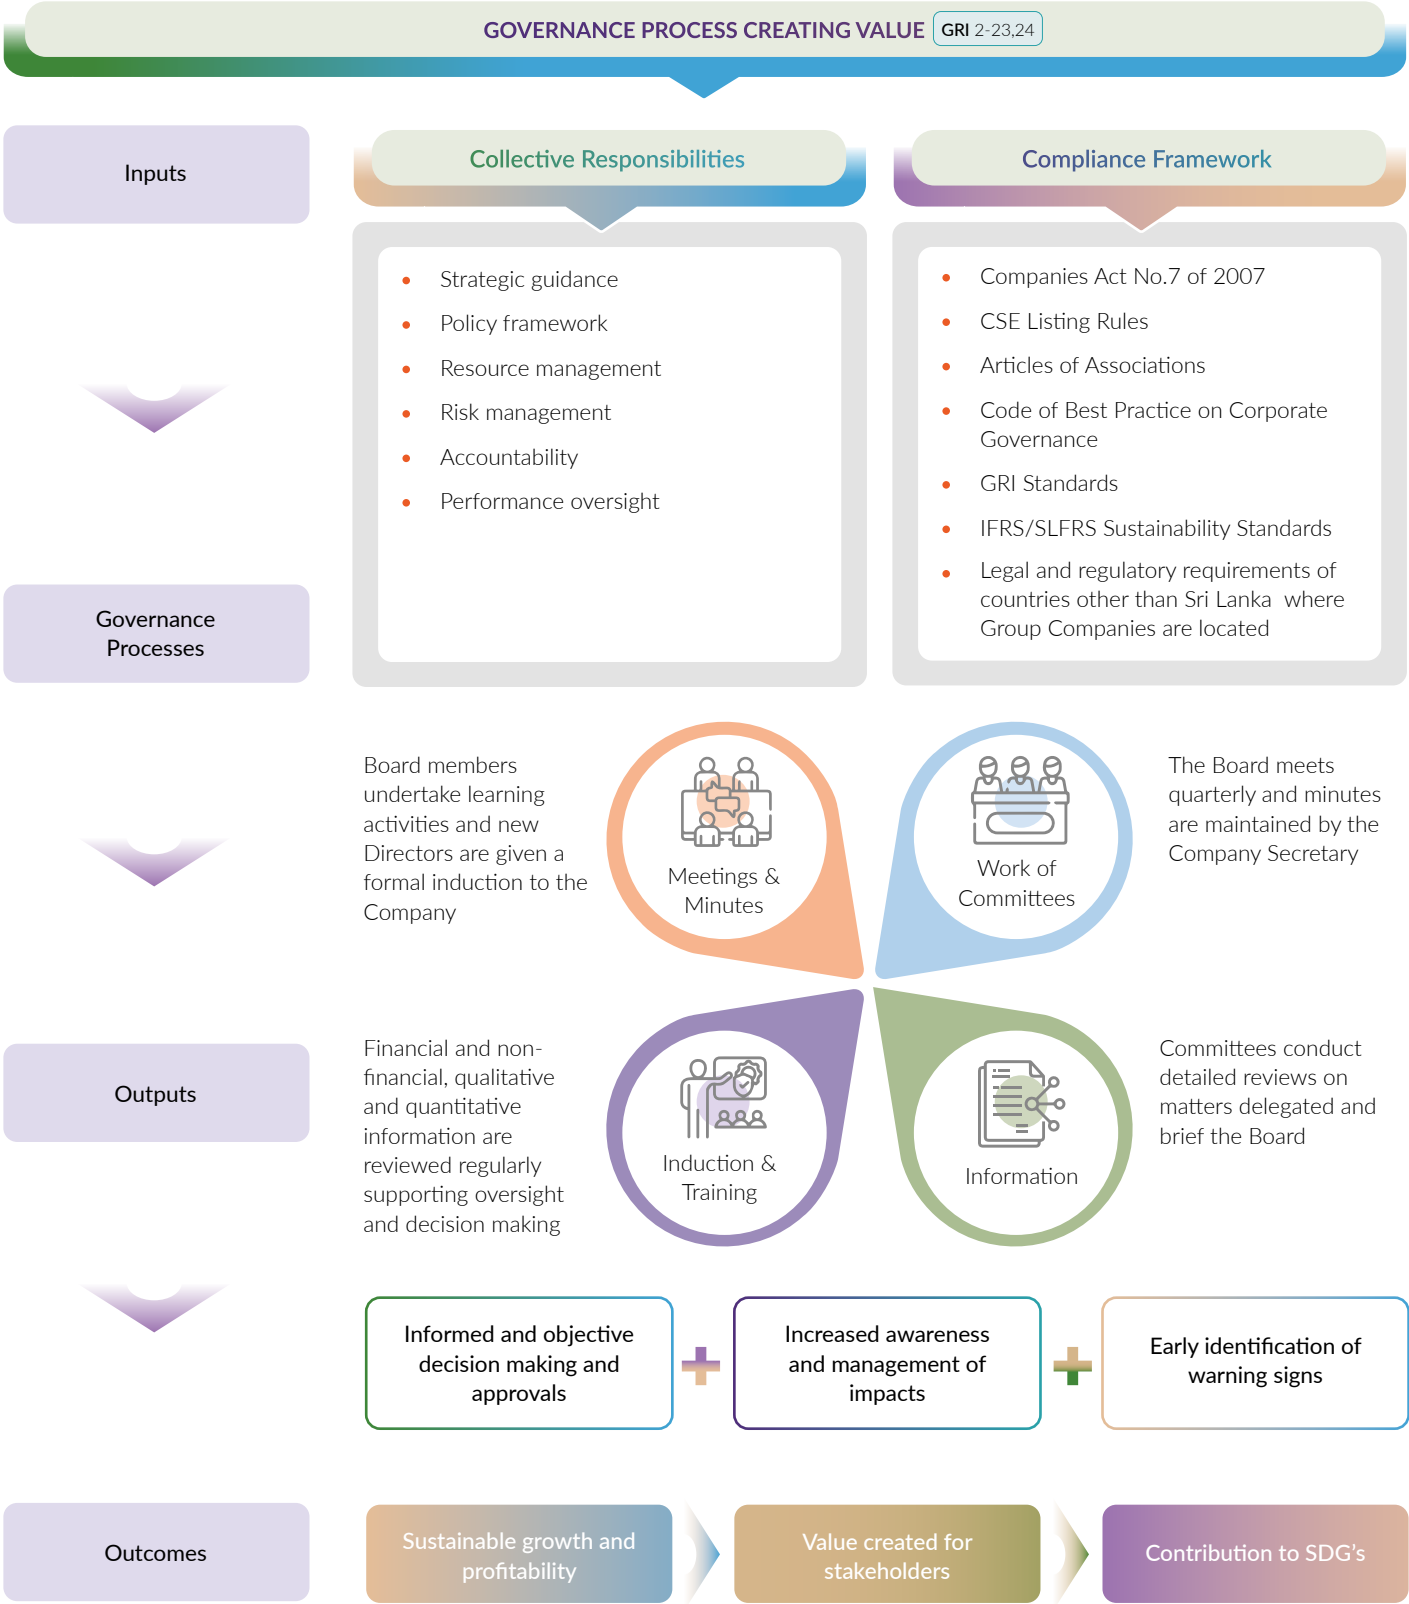 GOVERNANCE PROCESS CREATING VALUE GRI 2-23,24
Inputs
Collective Responsibilities
Compliance Framework
• Strategic guidance
• Policy framework
• Resource management
• Risk management
• Accountability
• Performance oversight
• Companies Act No.7 of 2007
• CSE Listing Rules
• Articles of Associations
• Code of Best Practice on Corporate
Governance
• GRI Standards
• IFRS/SLFRS Sustainability Standards
• Legal and regulatory requirements of
countries other than Sri Lanka where
Group Companies are located
Governance
Processes
Board members
undertake learning
activities and new
Directors are given a
formal induction to the
Company
Meetings &
Minutes
Work of
Committees
The Board meets
quarterly and minutes
are maintained by the
Company Secretary
Outputs
Financial and non-
financial, qualitative
and quantitative
information are
reviewed regularly
supporting oversight
and decision making
Induction &
Training
Information
Committees conduct
detailed reviews on
matters delegated and
brief the Board
Informed and objective
decision making and
approvals
Increased awareness
and management of
impacts
Early identification of
warning signs
Outcomes
Sustainable growth and
profitability
Value created for
stakeholders
Contribution to SDG's